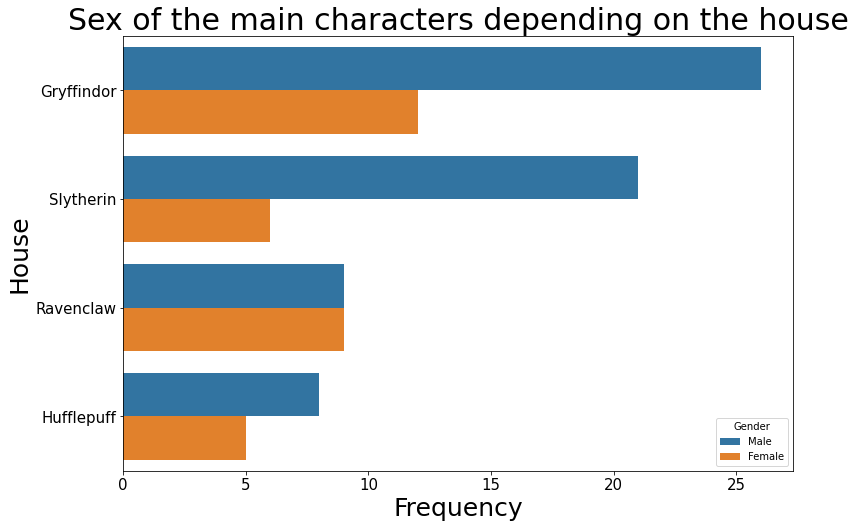 Sex of the main characters depending on the house
House
Gryffindor
Slytherin
Ravenclaw
Hufflepuff
Gender
Male
Female
0 5 10 15 20 25
Frequency